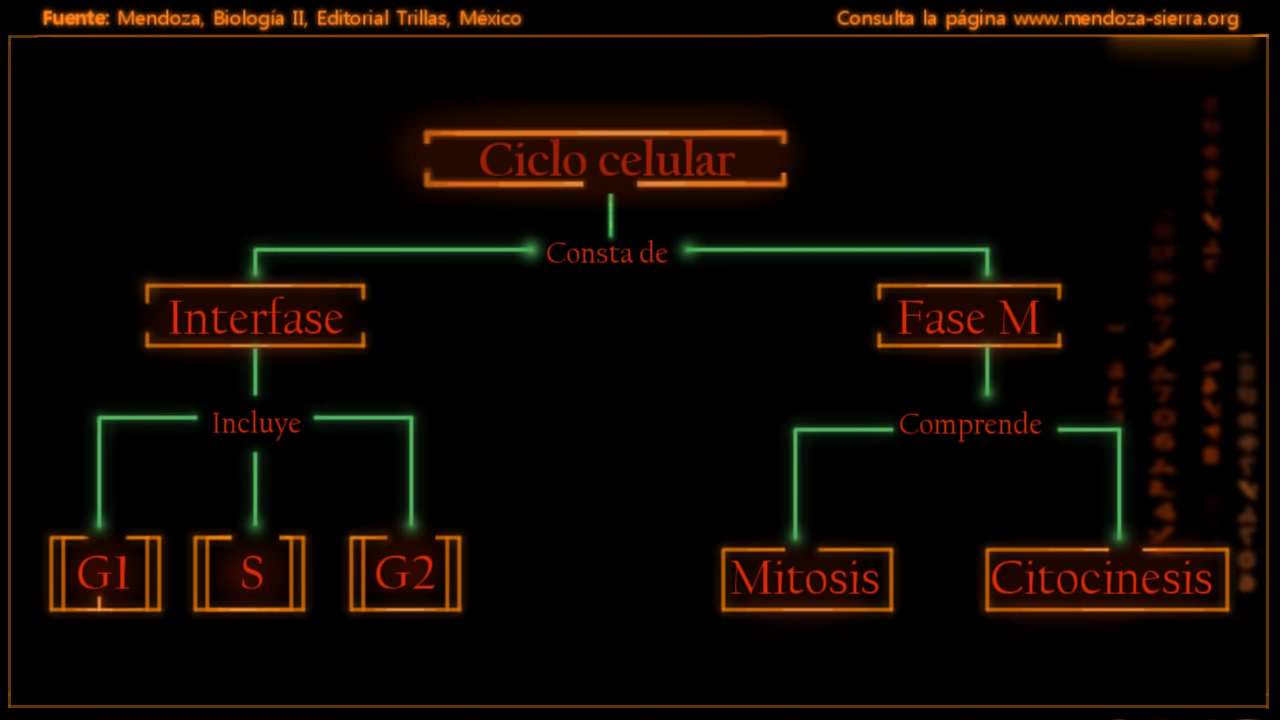 Fuente: Mendoza, Biología II, Editorial Trillas, México
Consulta la página www.mendoza-sierra.org
Ciclo celular
Consta de
Interfase
Fase M
Incluye
Comprende
G1
S
G2
Mitosis
Citocinesis